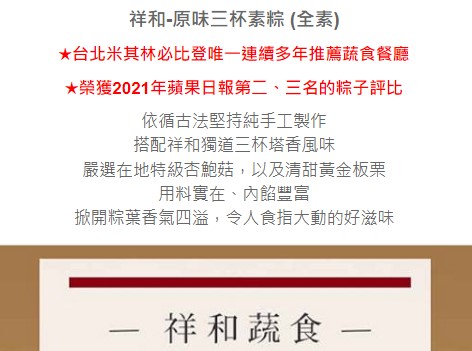 祥和-原味三杯素粽 (全素)
★台北米其林必比登唯一連續多年推薦蔬食餐廳
★榮獲2021年蘋果日報第二、三名的粽子評比
依循古法堅持純手工製作
搭配祥和獨道三杯塔香風味
嚴選在地特級杏鮑菇，以及清甜黃金板栗
用料實在、內餡豐富
掀開粽葉香氣四溢，令人食指大動的好滋味
— 祥和蔬食 —